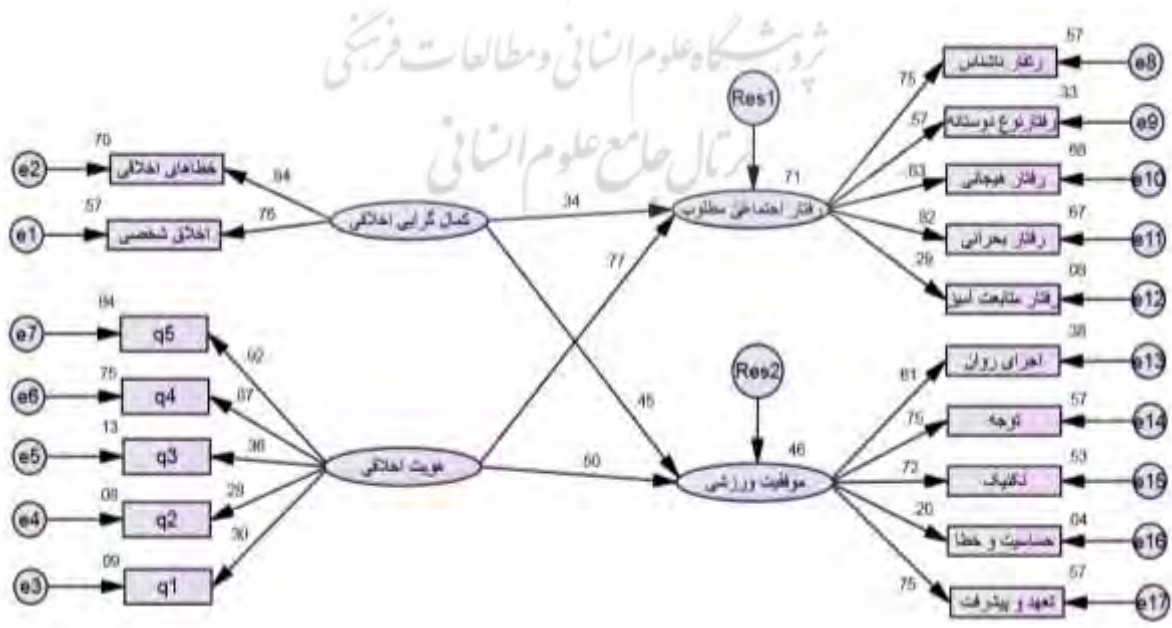 پژوهشگاه علوم انسانی و مطالعات فرهنگی
پرتال جامع علوم انسانی
e2
.70
خطاهای اخلاقی
.84
e1
.57
اخلاق شخصی
.76
کمال گرایی اخلاقی
.34
.45
e7
.84
q5
.92
e6
.75
q4
.87
e5
.13
q3
.36
e4
.08
q2
.29
e3
.09
q1
.30
هویت اخلاقی
.77
.50
Res1
.71
رفتار اجتماعی مطلوب
Res2
.46
موفقیت ورزشی
.75
رفتار ناشناس
.57
e8
.57
رفتار نوع دوستانه
.33
e9
.83
رفتار هیجانی
.68
e10
.82
رفتار بحرانی
.67
e11
.29
رفتار متابعت آمیز
.08
e12
.61
اجرای روان
.38
e13
.75
توجه
.57
e14
.73
تکنیک
.53
e15
.20
حساسیت و خطا
.04
e16
.75
تعهد و پیشرفت
.57
e17